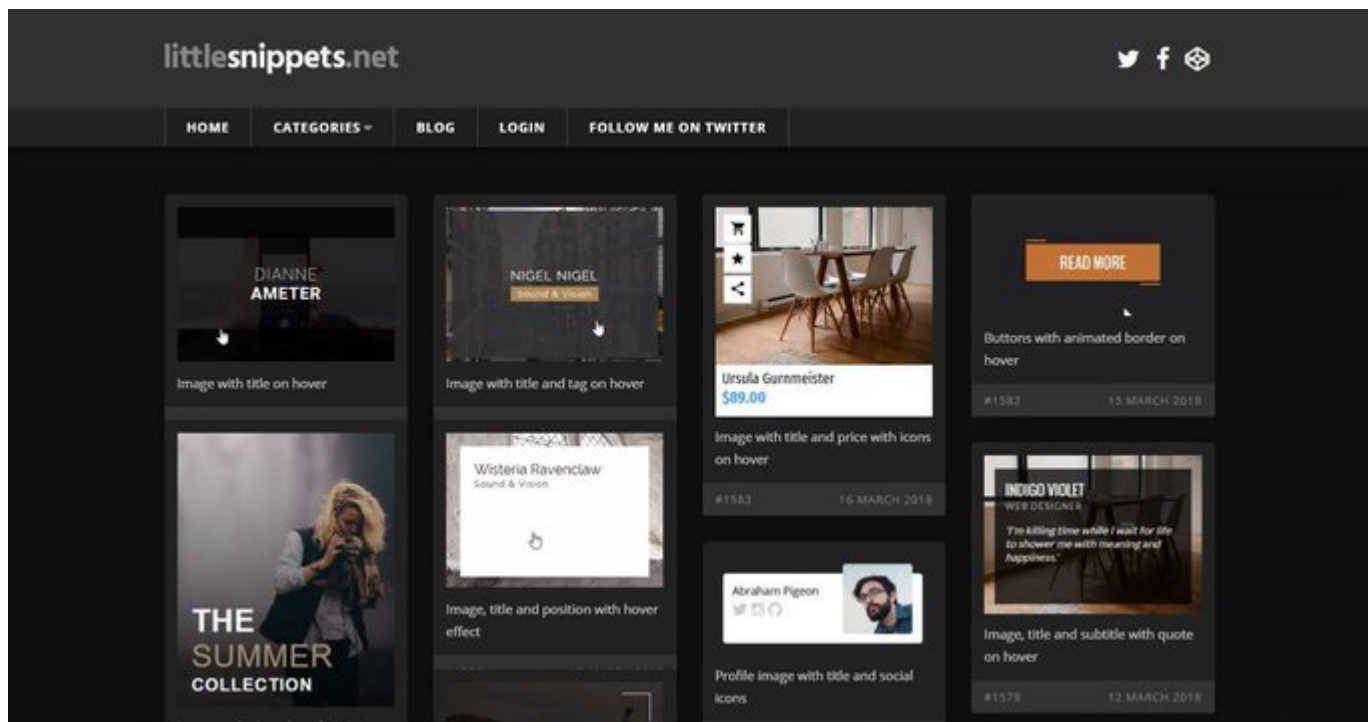 littlesnippets.net
HOME CATEGORIES BLOG LOGIN FOLLOW ME ON TWITTER
DIANNE
AMETER
Image with title on hover
THE
SUMMER
COLLECTION
NIGEL NIGEL
Sound & Vision
Image with title and tag on hover
Wisteria Ravenclaw
Sound & Vision
Image, title and position with hover
effect
Ursula Gurnmeister
$89.00
Image with title and price with icons
on hover
#1583 16 MARCH 2018
Abraham Pigeon
Profile image with title and social
icons
READ MORE
Buttons with animated border on
hover
#1582 15 MARCH 2018
INDIGO VIOLET
WEB DESIGNER
"I'm killing time while I wait for life
to shower me with meaning and
happiness."
Image, title and subtitle with quote
on hover
#1579 12 MARCH 2018